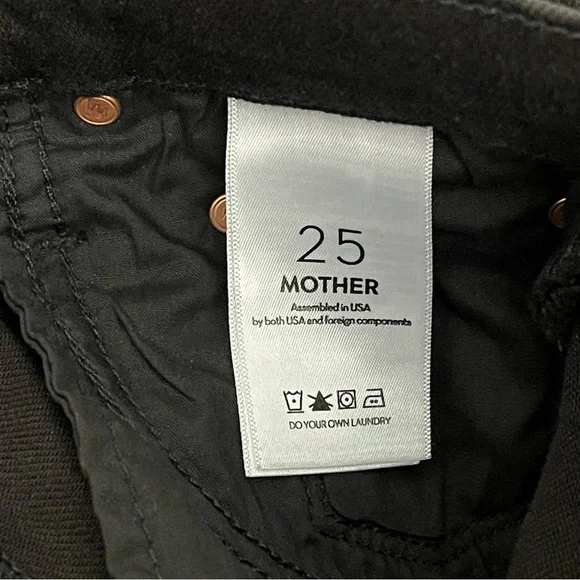 25
MOTHER
Assembled in USA
by both USA and foreign components
DO YOUR OWN LAUNDRY